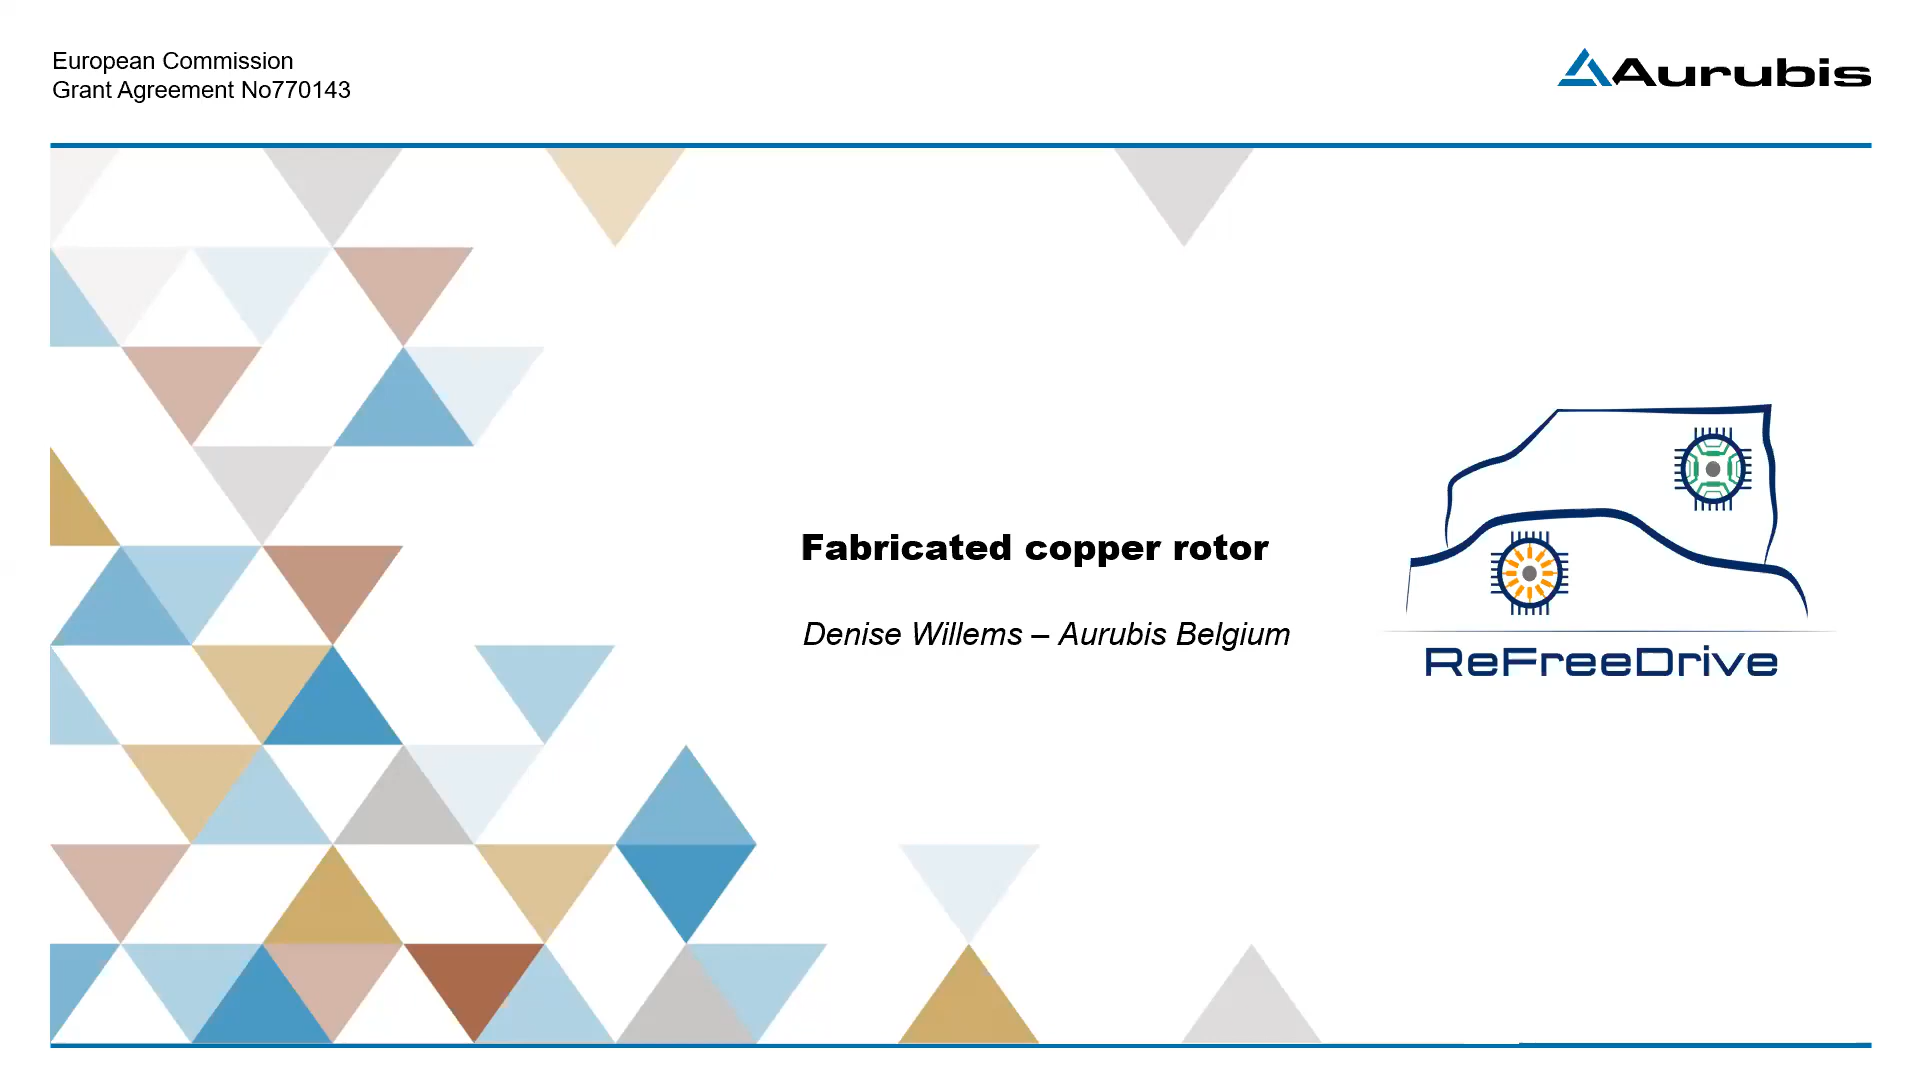 European Commission
Grant Agreement No770143
Aurubis
Fabricated copper rotor
Denise Willems – Aurubis Belgium
ReFreeDrive